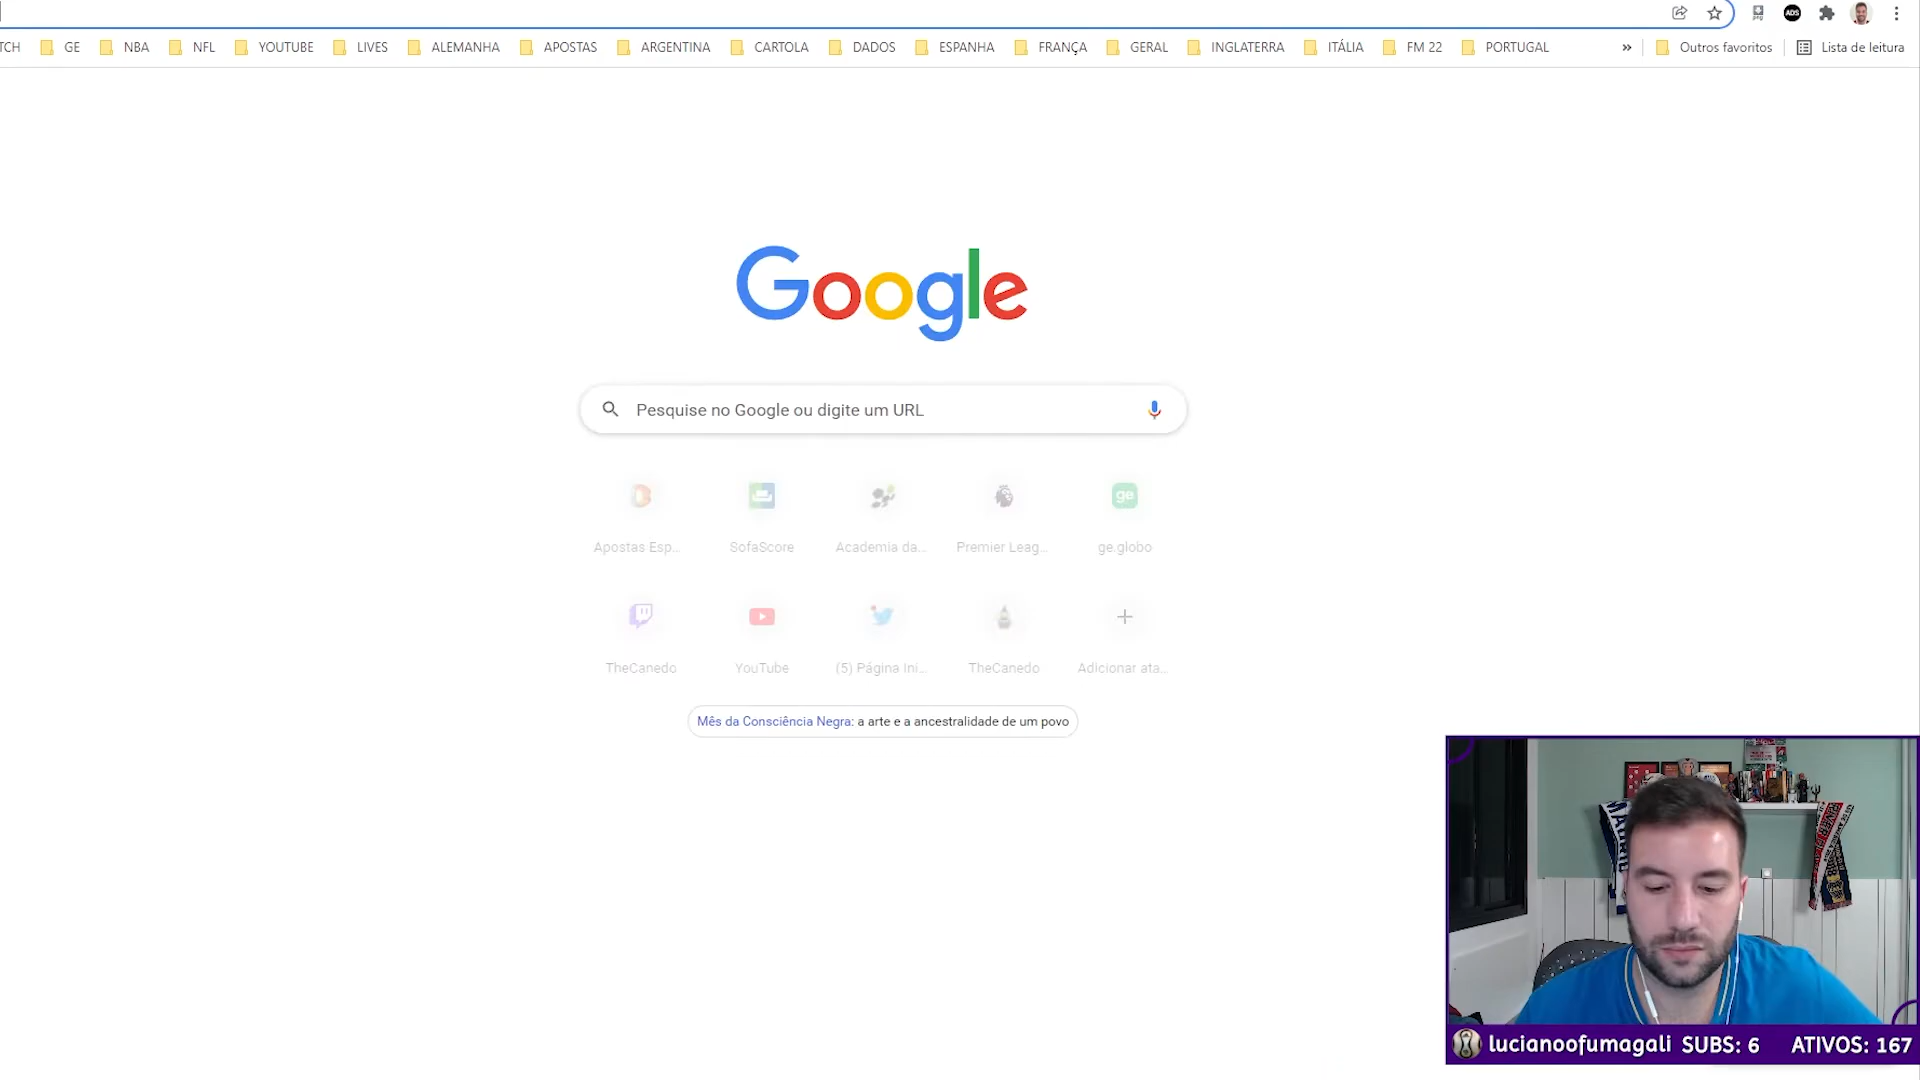 TCH GE NBA NFL YOUTUBE LIVES ALEMANHA APOSTAS ARGENTINA CARTOLA DADOS ESPANHA FRANÇA GERAL INGLATERRA ITÁLIA FM 22 PORTUGAL » Outros favoritos Lista de leitura
Google
Pesquise no Google ou digite um URL
Apostas Esp... SofaScore Academia da... Premier Leag... ge.globo
TheCanedo YouTube (5) Página Ini... TheCanedo Adicionar ata...
Mês da Consciência Negra: a arte e a ancestralidade de um povo
lucianoofumagali SUBS: 6 ATIVOS: 167